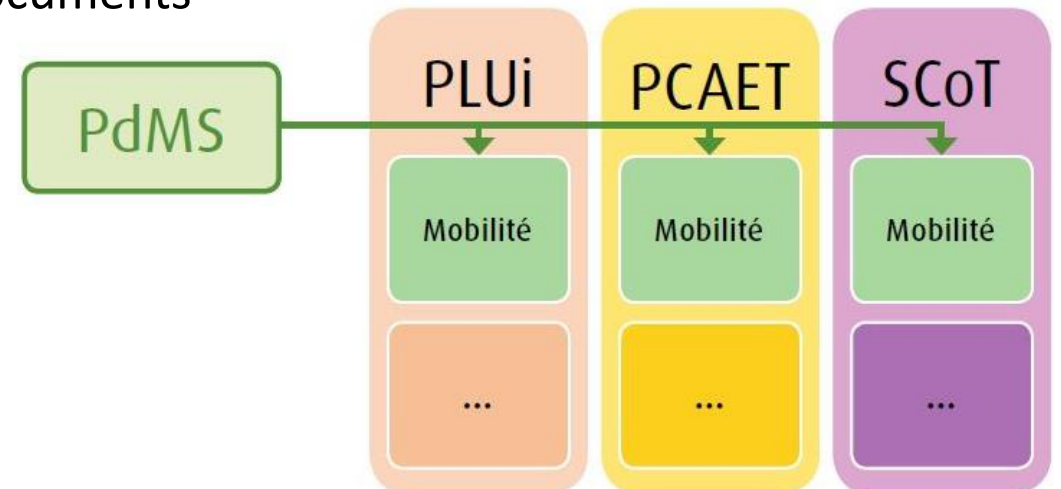 PdMS
PLUi
PCAET
SCoT
Mobilité
Mobilité
Mobilité
...
...
...